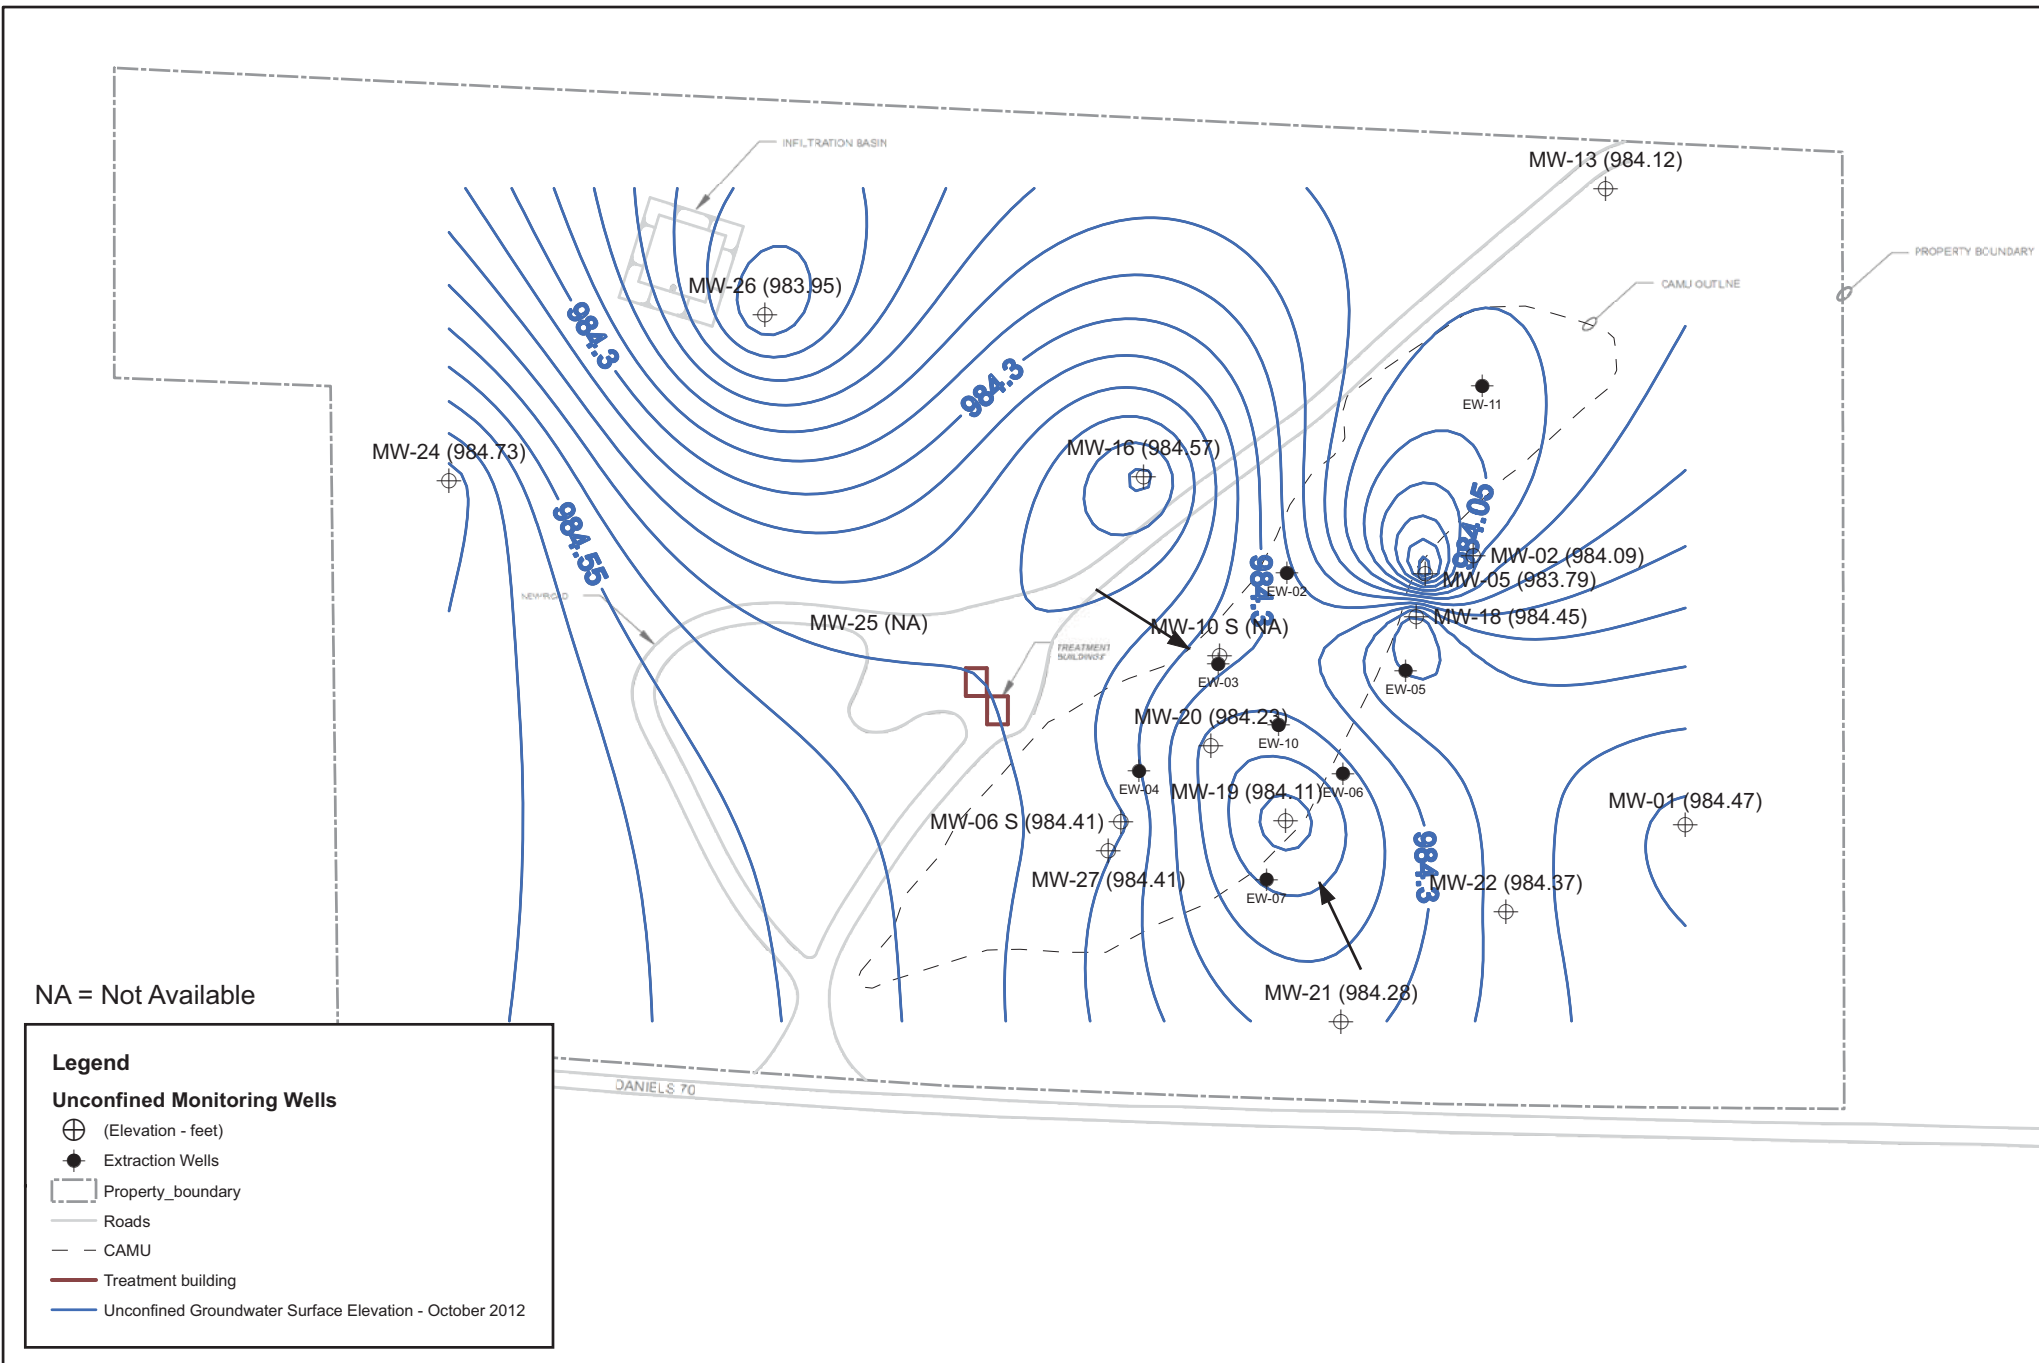 INFILTRATION BASIN
MW-13 (984.12)
PROPERTY BOUNDARY
CAMU OUTLINE
MW-26 (983.95)
984.3
984.3
EW-11
MW-24 (984.73)
MW-16 (984.57)
984.05
984.55
MW-02 (984.09)
MW-05 (983.79)
984.3
EW-02
NEW ROAD
MW-25 (NA)
MW-10 S (NA)
MW-18 (984.45)
TREATMENT
BUILDINGS
EW-03
EW-05
MW-20 (984.23)
EW-10
EW-04
MW-19 (984.11)
EW-06
MW-01 (984.47)
MW-06 S (984.41)
984.3
MW-27 (984.41)
EW-07
MW-22 (984.37)
MW-21 (984.28)
NA = Not Available
Legend
Unconfined Monitoring Wells
(Elevation - feet)
Extraction Wells
Property_boundary
Roads
CAMU
Treatment building
Unconfined Groundwater Surface Elevation - October 2012
DANIELS 70